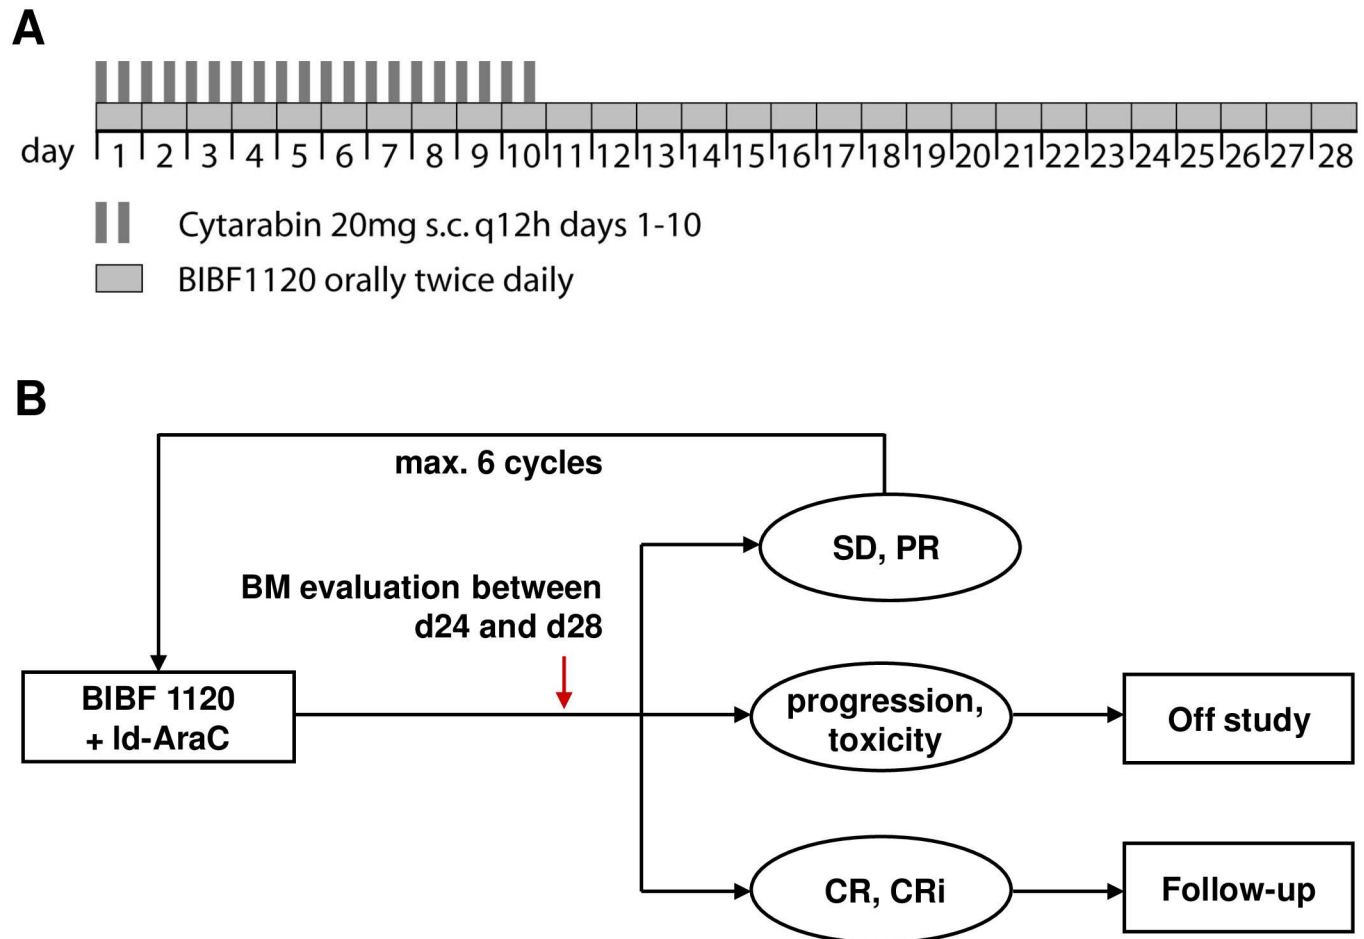 A
day 1 2 3 4 5 6 7 8 9 10 11 12 13 14 15 16 17 18 19 20 21 22 23 24 25 26 27 28
Cytarabin 20mg s.c. q12h days 1-10
BIBF1120 orally twice daily
B
max. 6 cycles
SD, PR
BM evaluation between
d24 and d28
BIBF 1120
+ ld-AraC
progression,
toxicity
Off study
CR, CRi
Follow-up